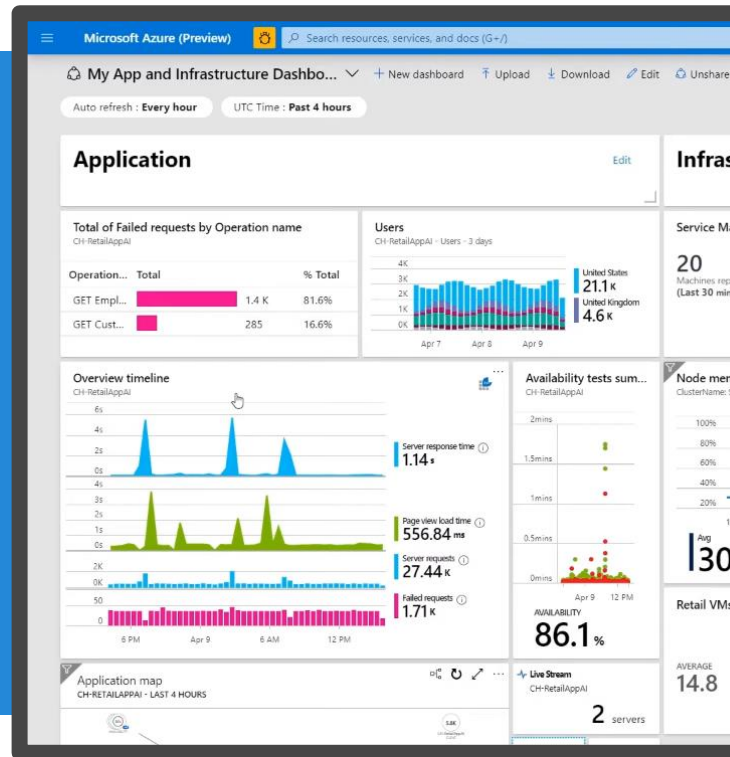 Microsoft Azure (Preview)
Search resources, services, and docs (G+/)
My App and Infrastructure Dashbo...
New dashboard
Upload
Download
Edit
Unshare
Auto refresh : Every hour
UTC Time : Past 4 hours
Application
Edit
Infras
Total of Failed requests by Operation name
CH-RetailAppAI
Operation... Total % Total
GET Empl... 1.4 K 81.6%
GET Cust... 285 16.6%
Users
CH-RetailAppAI - Users - 3 days
4K
3K
2K
1K
0K
Apr 7 Apr 8 Apr 9
United States
21.1 K
United Kingdom
4.6 K
Service Ma
20
Machines rep
(Last 30 min
Overview timeline
CH-RetailAppAI
6s
4s
2s
0s
Server response time
1.14 s
4s
3s
2s
1s
0s
Page view load time
556.84 ms
2K
0K
Server requests
27.44 K
50
0
Failed requests
1.71 K
6 PM Apr 9 6 AM 12 PM
Availability tests sum...
CH-RetailAppAI
2mins
1.5mins
1mins
0.5mins
0mins
Apr 9 12 PM
AVAILABILITY
86.1 %
Node mem
ClusterName: S
100%
80%
60%
40%
20%
1
Avg
30
Application map
CH-RETAILAPPAI - LAST 4 HOURS
Live Stream
CH-RetailAppAI
2 servers
Retail VMs
AVERAGE
14.8